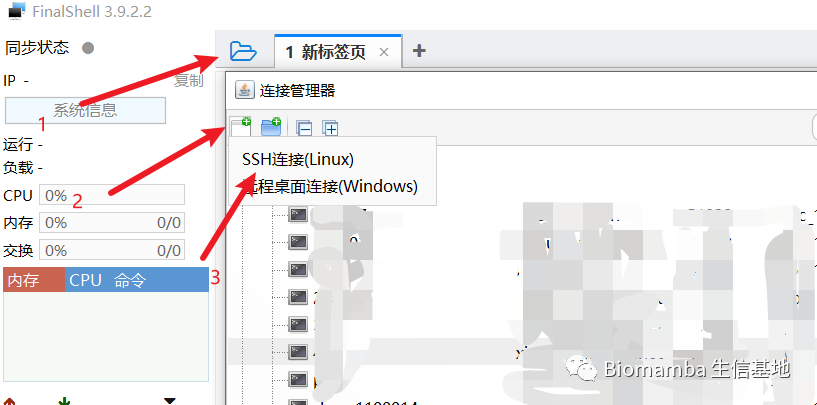 FinalShell 3.9.2.2
同步状态
1 新标签页
IP -
复制
连接管理器
系统信息
1
运行 -
负载 -
SSH连接(Linux)
CPU 0%
2
远程桌面连接(Windows)
内存 0% 0/0
交换 0% 0/0
3
内存 CPU 命令
Biomamba 生信基地